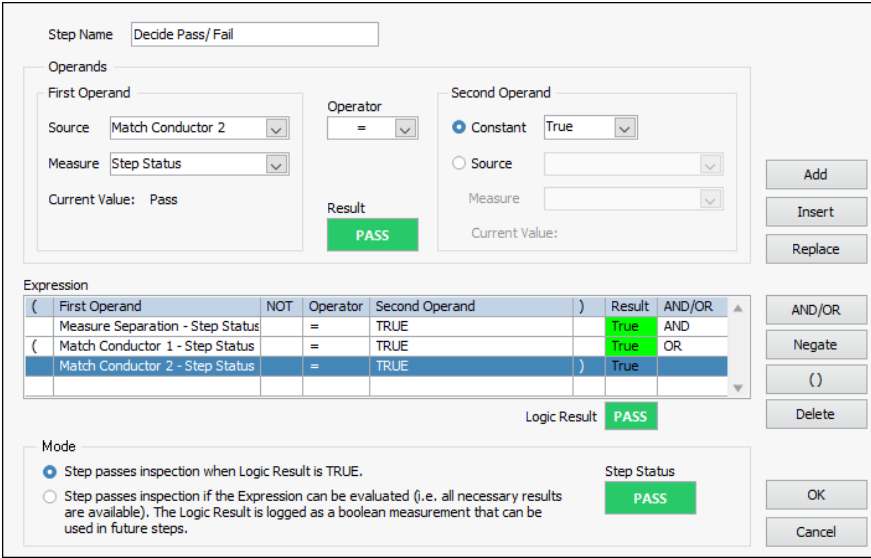 Step Name Decide Pass/ Fail
Operands
First Operand
Source Match Conductor 2
Measure Step Status
Current Value: Pass
Operator
=
Result
PASS
Second Operand
Constant True
Source
Measure
Current Value:
Add
Insert
Replace
Expression
( First Operand NOT Operator Second Operand ) Result AND/OR
Measure Separation - Step Status = TRUE True AND
( Match Conductor 1 - Step Status = TRUE True OR
Match Conductor 2 - Step Status = TRUE ) True
Logic Result PASS
AND/OR
Negate
()
Delete
Mode
Step passes inspection when Logic Result is TRUE.
Step passes inspection if the Expression can be evaluated (i.e. all necessary results
are available). The Logic Result is logged as a boolean measurement that can be
used in future steps.
Step Status
PASS
OK
Cancel